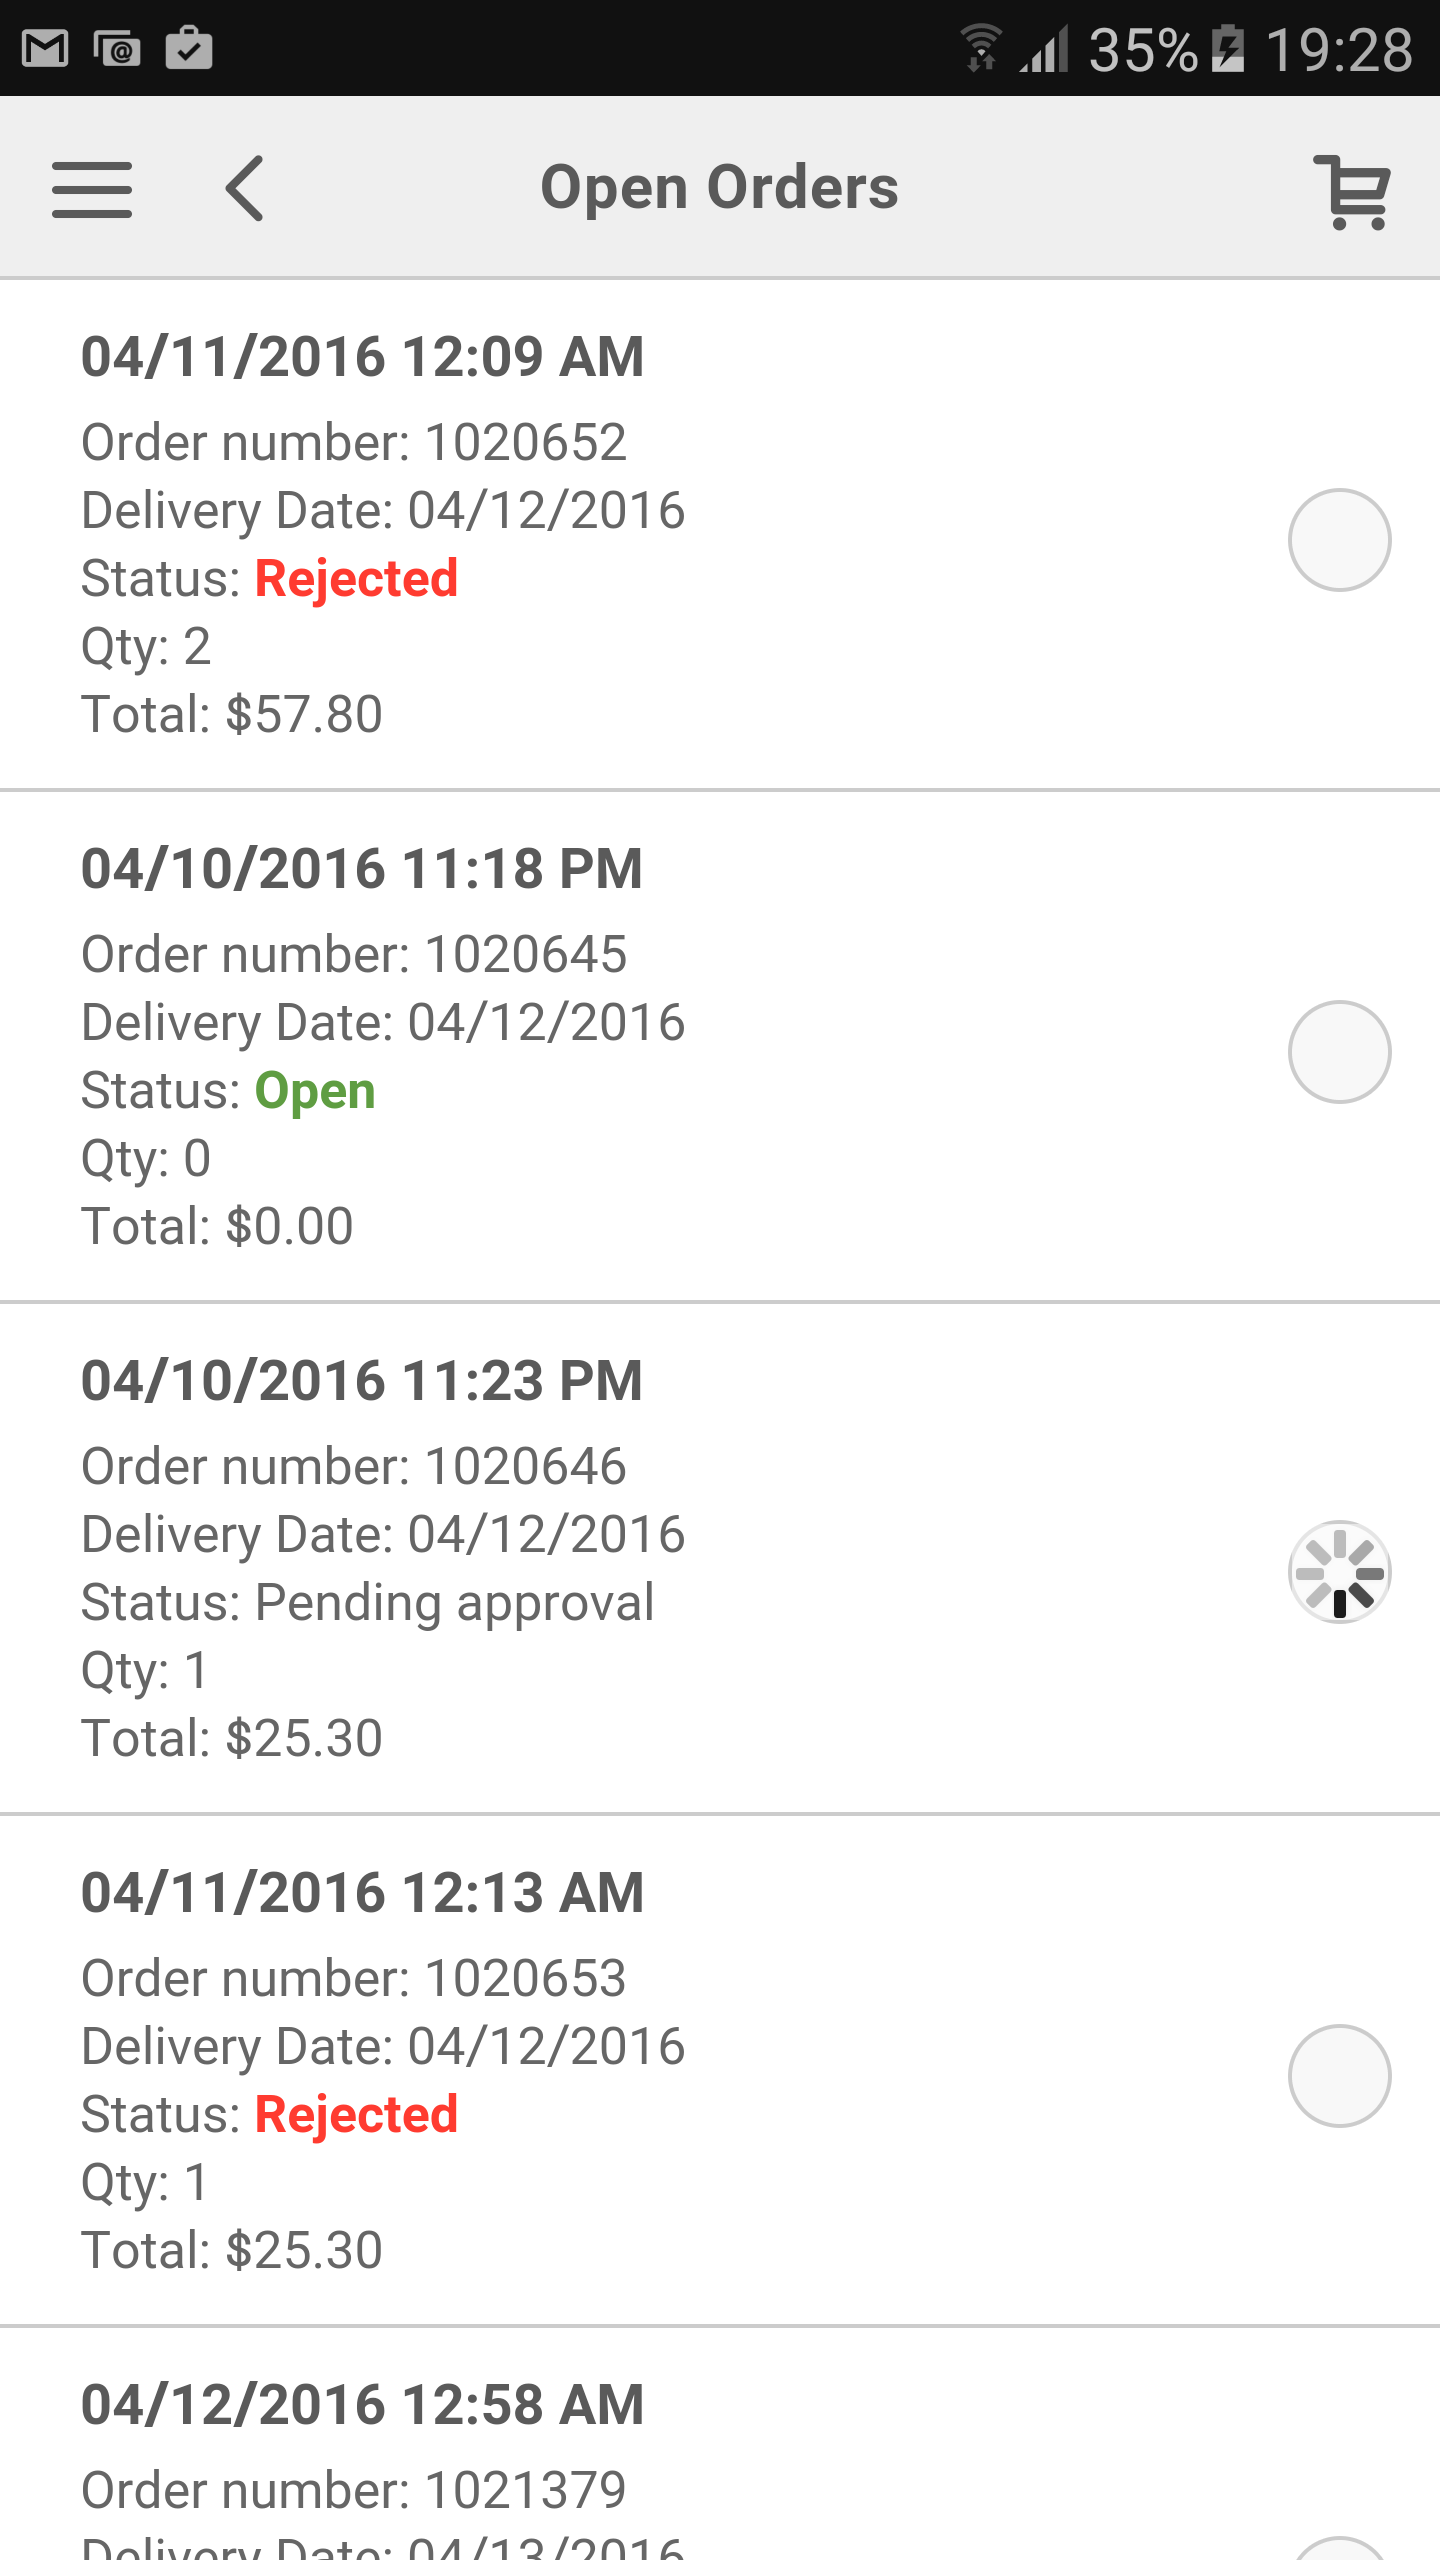 35% 19:28
Open Orders
04/11/2016 12:09 AM
Order number: 1020652
Delivery Date: 04/12/2016
Status: Rejected
Qty: 2
Total: $57.80
04/10/2016 11:18 PM
Order number: 1020645
Delivery Date: 04/12/2016
Status: Open
Qty: 0
Total: $0.00
04/10/2016 11:23 PM
Order number: 1020646
Delivery Date: 04/12/2016
Status: Pending approval
Qty: 1
Total: $25.30
04/11/2016 12:13 AM
Order number: 1020653
Delivery Date: 04/12/2016
Status: Rejected
Qty: 1
Total: $25.30
04/12/2016 12:58 AM
Order number: 1021379
Delivery Date: 04/13/2016